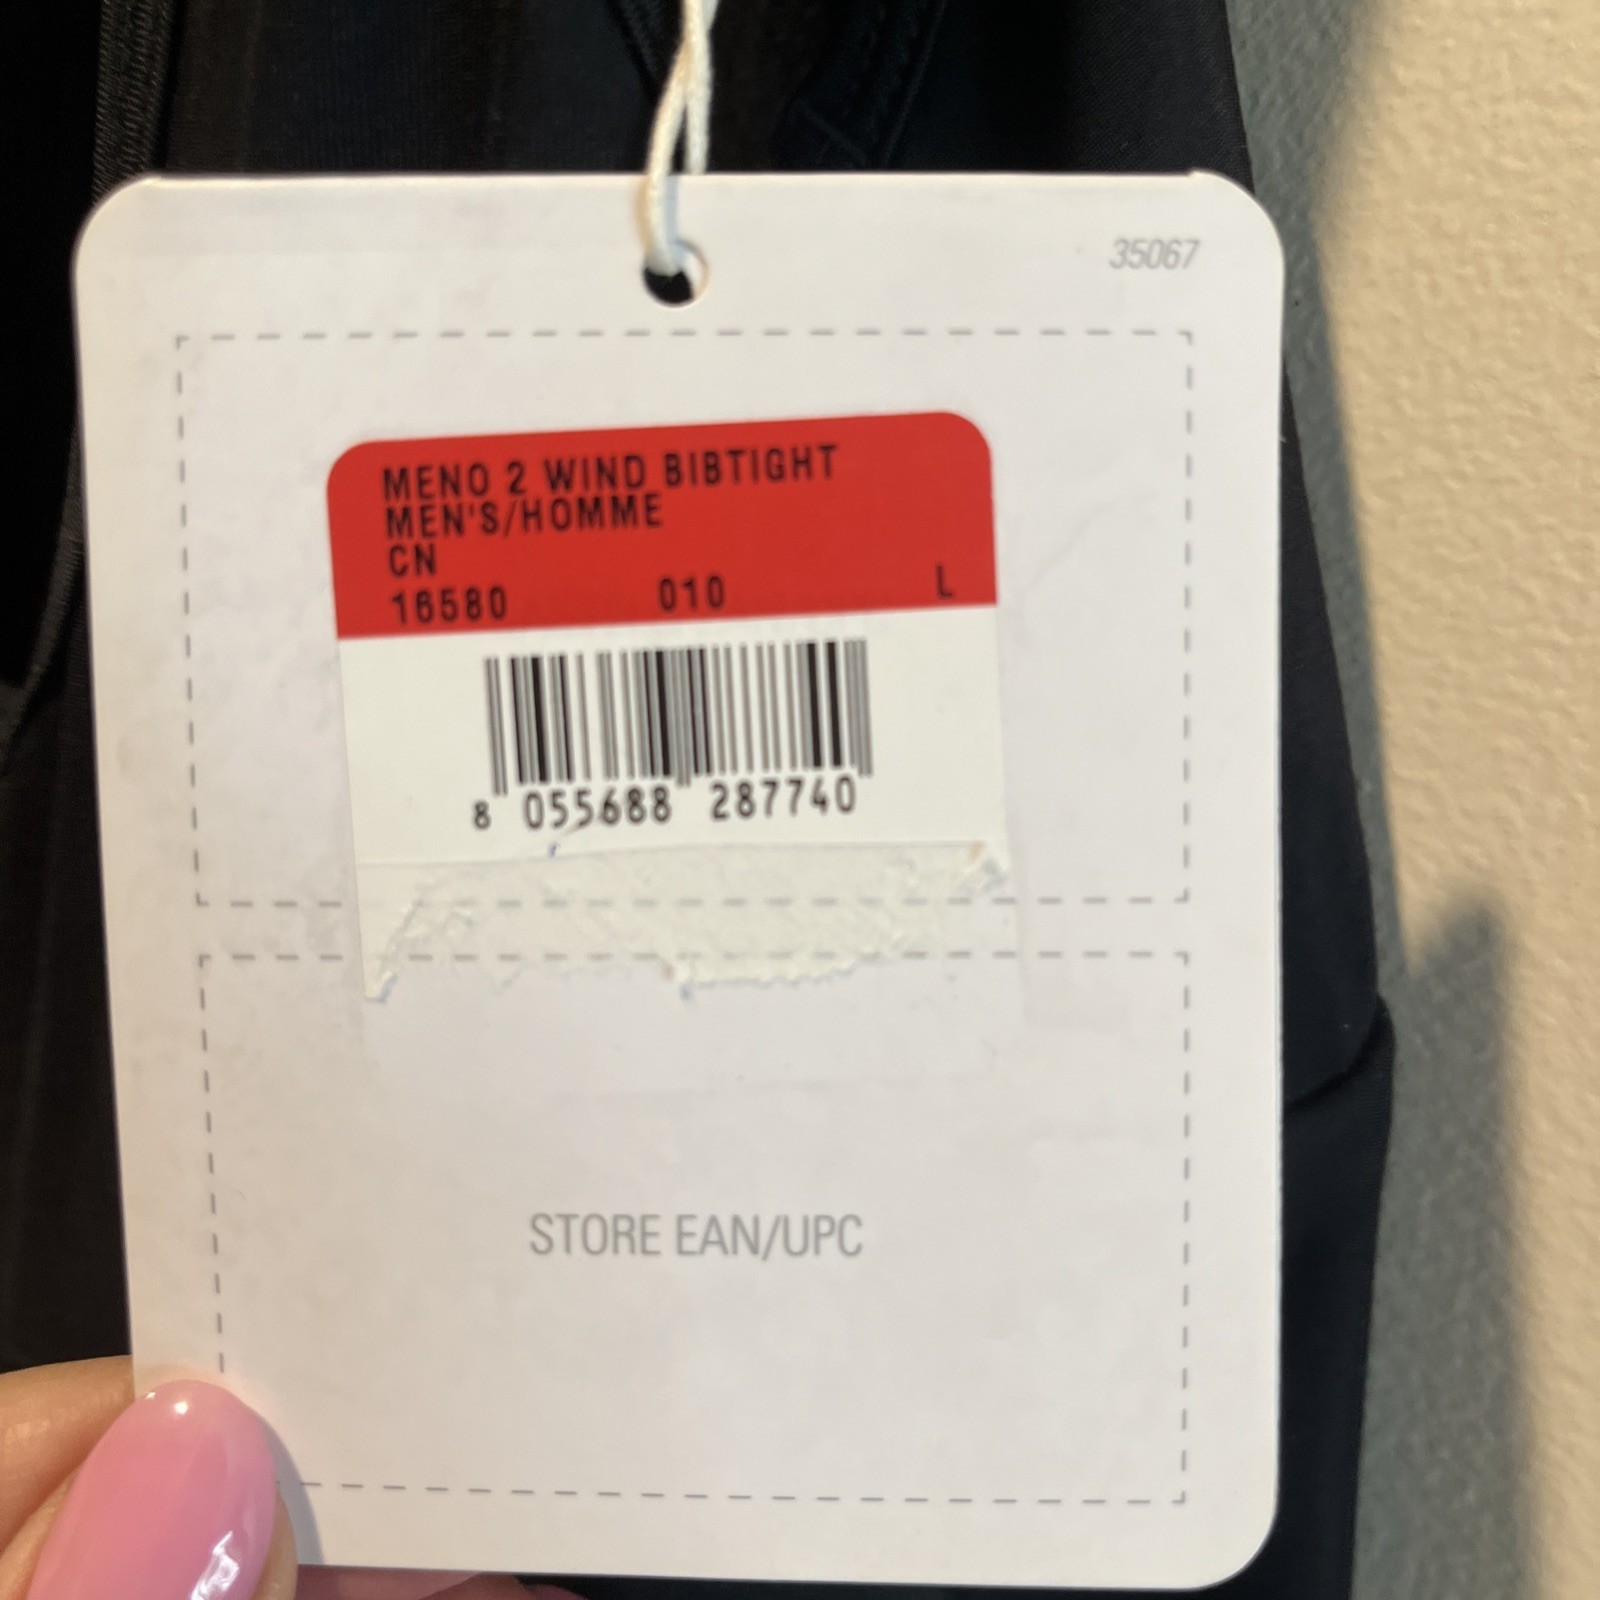 35067
MENO 2 WIND BIBTIGHT
MEN'S/HOMME
CN
16580 010 L
8 055688 287740
STORE EAN/UPC